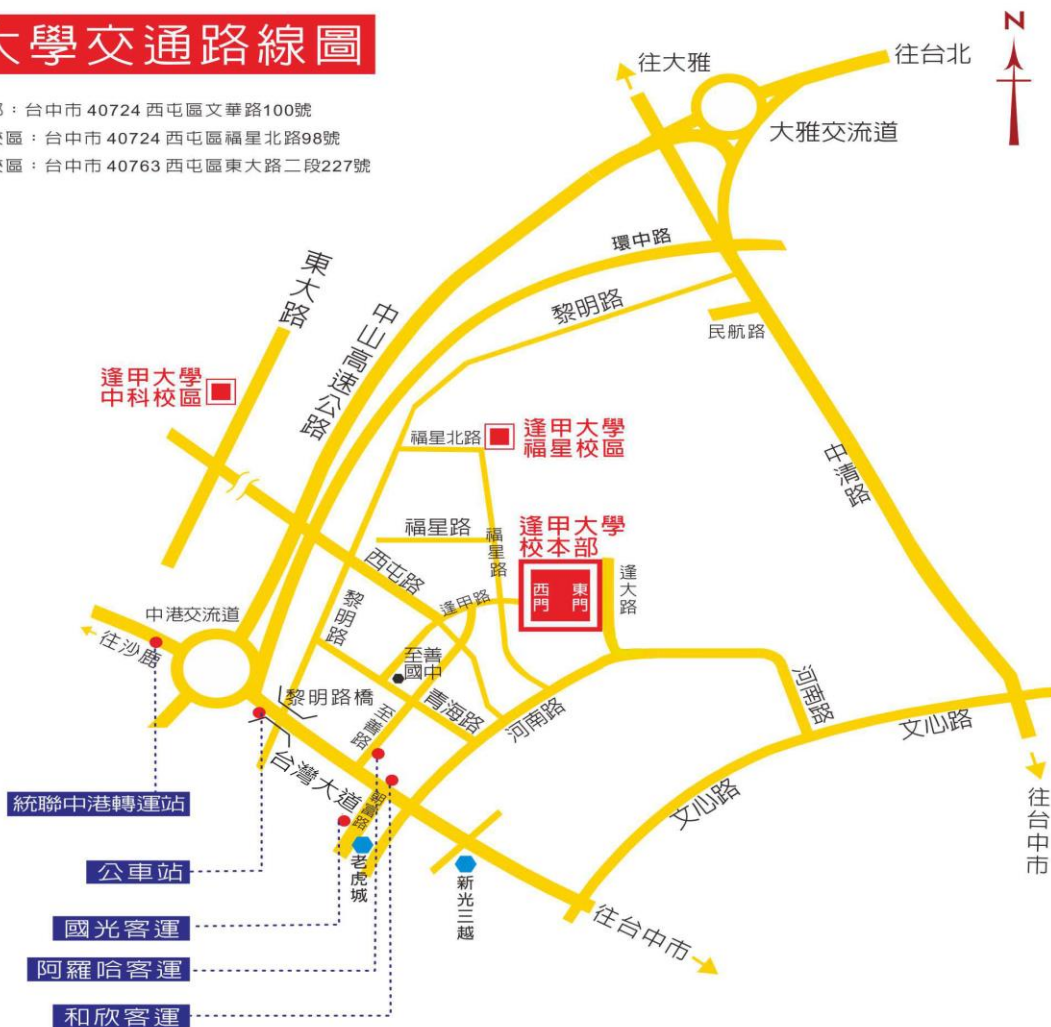 大學交通路線圖
部：台中市 40724 西屯區文華路100號
校區：台中市 40724 西屯區福星北路98號
校區：台中市 40763 西屯區東大路二段227號
N
往大雅
往台北
大雅交流道
環中路
東大路
黎明路
中山高速公路
民航路
逢甲大學
中科校區
福星北路
逢甲大學
福星校區
中清路
福星路
福星路
逢甲大學
校本部
西屯路
西門
東門
逢大路
黎明路
逢甲路
中港交流道
往沙鹿
至善
國中
黎明路橋
青海路
至善路
河南路
河南路
文心路
台灣大道
朝富路
文心路
統聯中港轉運站
往台中市
公車站
老虎城
新光三越
國光客運
往台中市
阿羅哈客運
和欣客運